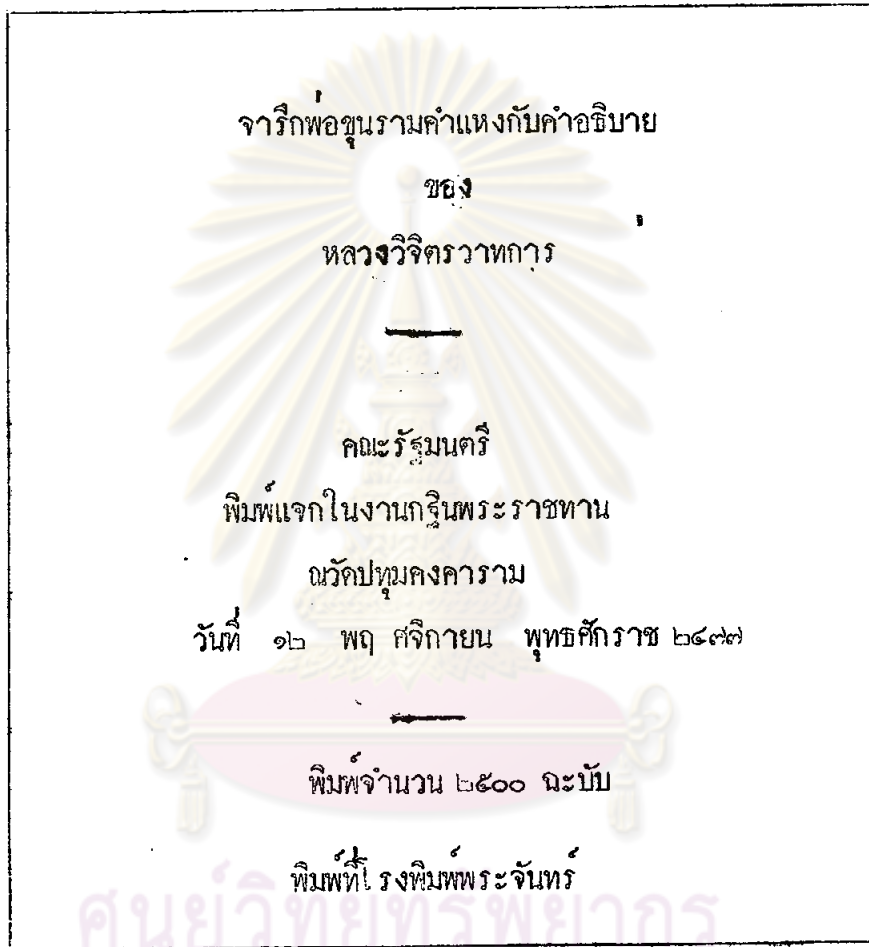 จารึกพ่อขุนรามคำแหงกับคำอธิบาย
ของ
หลวงวิจิตรวาทการ
คณะรัฐมนตรี
พิมพ์แจกในงานกฐินพระราชทาน
ณวัดปทุมคงคาราม
วันที่ ๑๒ พฤศจิกายน พุทธศักราช ๒๔๗๗
พิมพ์จำนวน ๒๕๐๐ ฉะบับ
พิมพ์ที่โรงพิมพ์พระจันทร์
ศูนย์วิทยทรัพยากร